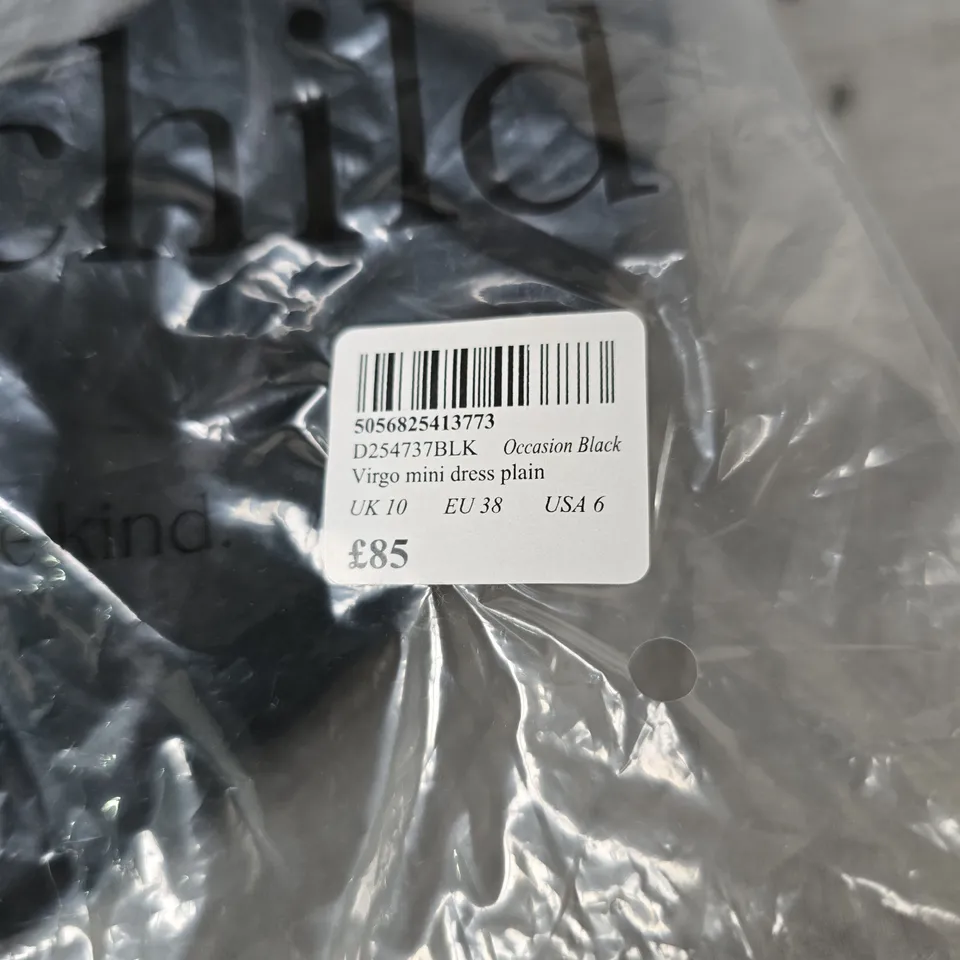 child
e kind.
5056825413773
D254737BLK Occasion Black
Virgo mini dress plain
UK 10 EU 38 USA 6
£85